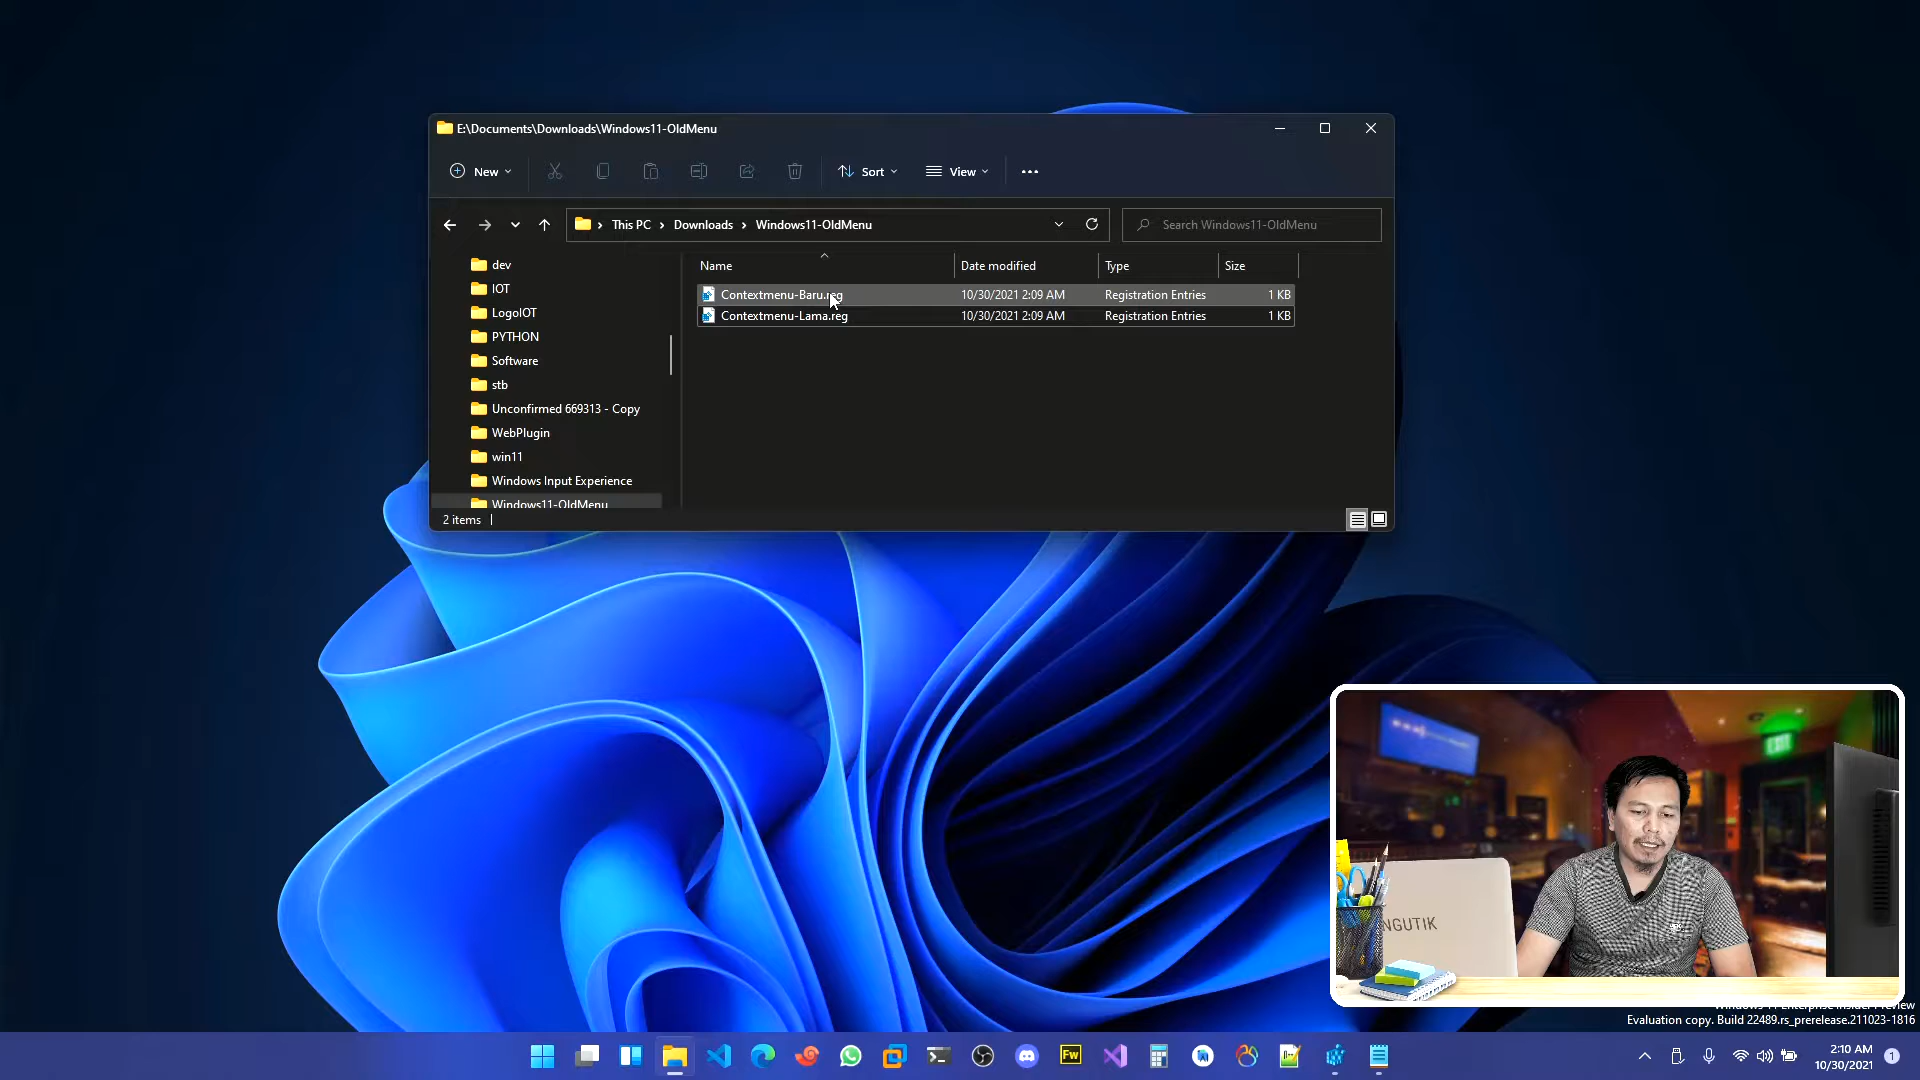 E:\Documents\Downloads\Windows11-OldMenu
New
Sort
View
This PC
Downloads
Windows11-OldMenu
Search Windows11-OldMenu
dev
IOT
LogoIOT
PYTHON
Software
stb
Unconfirmed 669313 - Copy
WebPlugin
win11
Windows Input Experience
Windows11-OldMenu
Name
Date modified
Type
Size
Contextmenu-Baru.reg 10/30/2021 2:09 AM Registration Entries 1 KB
Contextmenu-Lama.reg 10/30/2021 2:09 AM Registration Entries 1 KB
2 items
NGUTIK
Evaluation copy. Build 22489.rs_prerelease.211023-1816
Fw
2:10 AM
10/30/2021
1